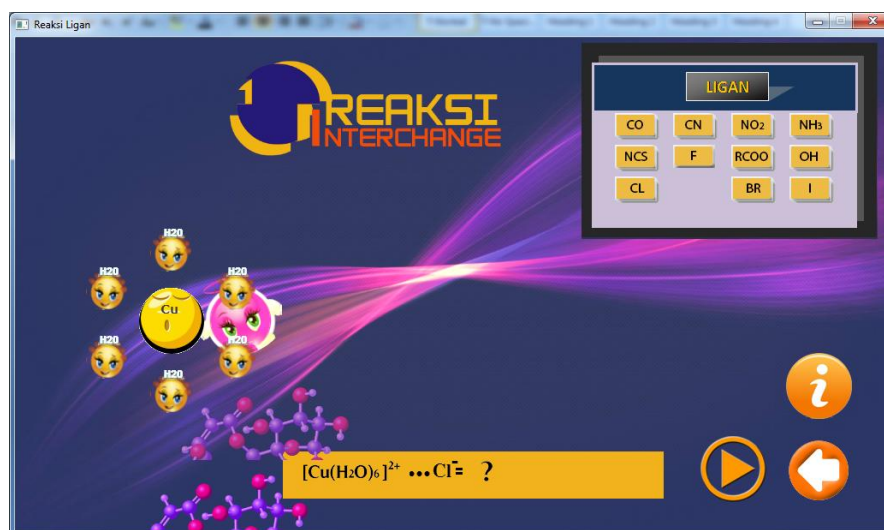 Reaksi Ligan
REAKSI
INTERCHANGE
LIGAN
CO CN NO2 NH3
NCS F RCOO OH
CL BR I
H2O
H2O
H2O
Cu
H2O
H2O
H2O
[Cu(H2O)6]2+ •••Cl-= ?
i